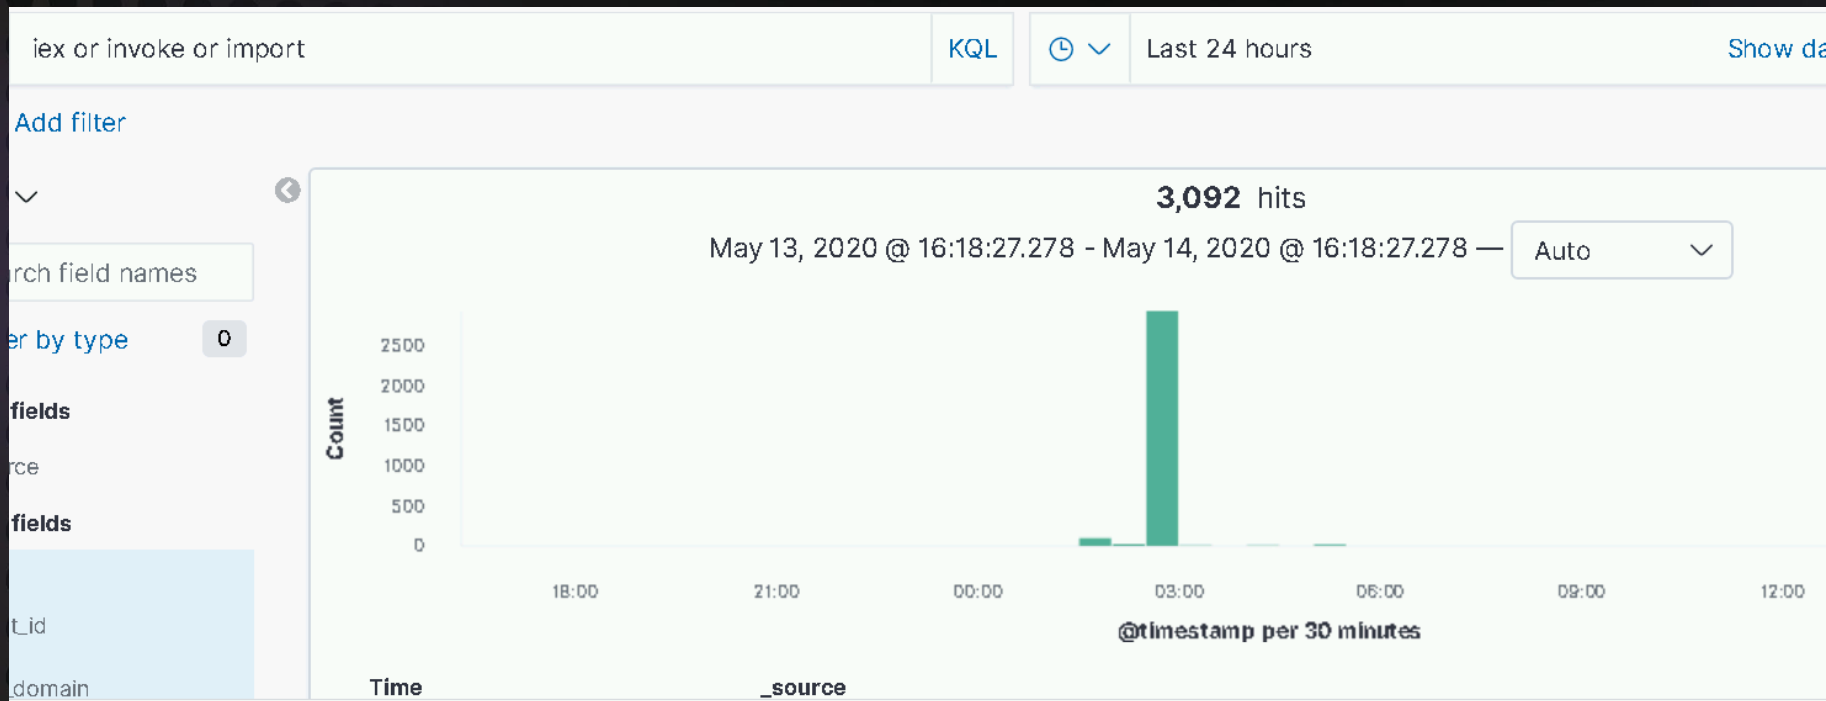 iex or invoke or import
KQL
Last 24 hours
Show da
Add filter
3,092 hits
May 13, 2020 @ 16:18:27.278 - May 14, 2020 @ 16:18:27.278 —
Auto
rch field names
er by type
0
fields
rce
fields
t_id
_domain
Count
2500
2000
1500
1000
500
0
18:00
21:00
00:00
03:00
06:00
09:00
12:00
@timestamp per 30 minutes
Time
_source